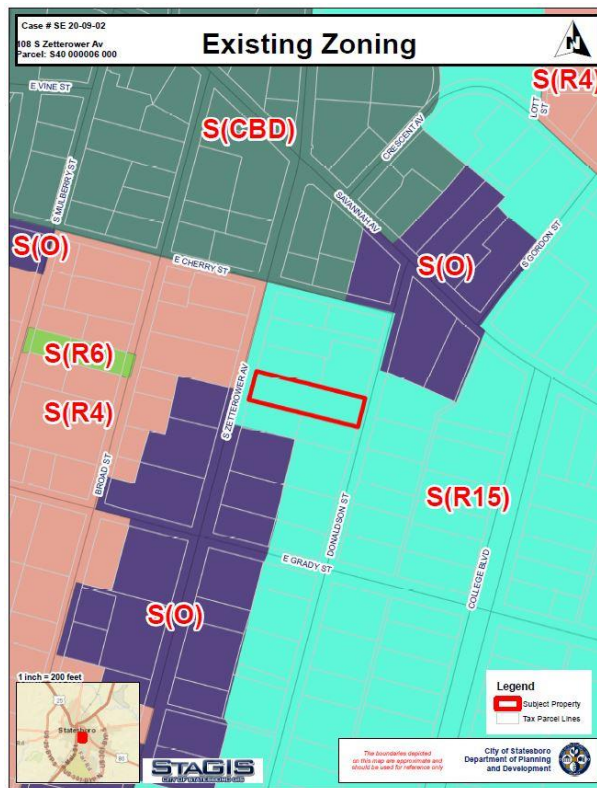 Case # SE 20-09-02
108 S Zetterower Av
Parcel: S40 000006 000
Existing Zoning
N
E VINE ST
S(CBD)
S(R4)
LOTT ST
CRESCENT AV
S MULBERRY ST
SAVANNAH AV
S GORDON ST
S(O)
E CHERRY ST
S(O)
S(R6)
S(R4)
S ZETTEROWER AV
BROAD ST
DONALDSON ST
S(R15)
COLLEGE BLVD
E GRADY ST
S(O)
1 inch = 200 feet
Statesboro
Legend
Subject Property
Tax Parcel Lines
STAGIS
CITY OF STATESBORO GIS
The boundaries depicted
on this map are approximate and
should be used for reference only
City of Statesboro
Department of Planning
and Development